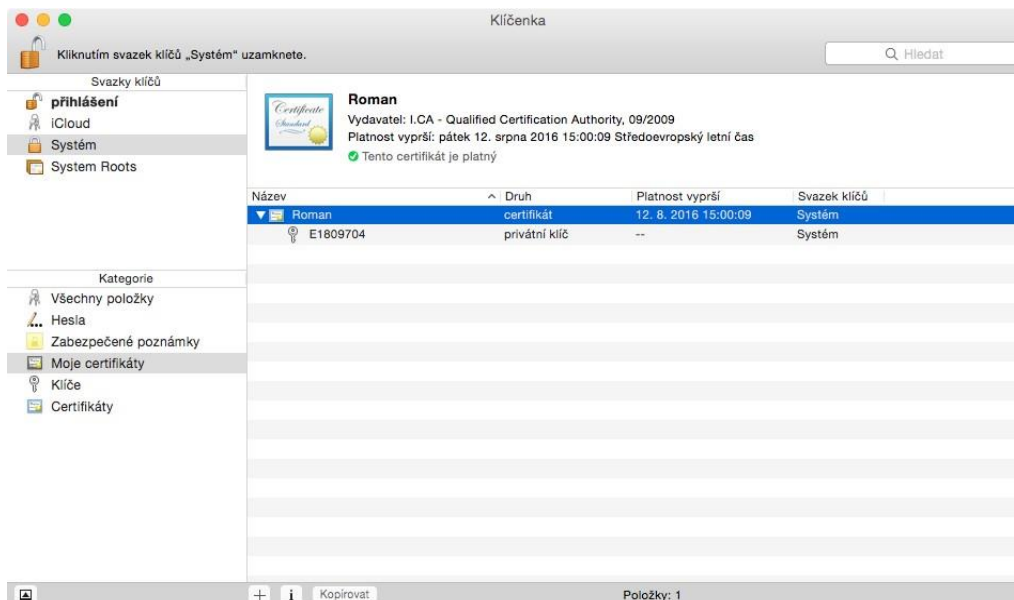 Klíčenka
Kliknutím svazek klíčů „Systém“ uzamknete.
Hledat
Svazky klíčů
přihlášení
iCloud
Systém
System Roots
Certificate
Standard
Roman
Vydavatel: I.CA - Qualified Certification Authority, 09/2009
Platnost vyprší: pátek 12. srpna 2016 15:00:09 Středoevropský letní čas
Tento certifikát je platný
Název Druh Platnost vyprší Svazek klíčů
Roman certifikát 12. 8. 2016 15:00:09 Systém
E1809704 privátní klíč -- Systém
Kategorie
Všechny položky
Hesla
Zabezpečené poznámky
Moje certifikáty
Klíče
Certifikáty
+ i Kopírovat Položky: 1